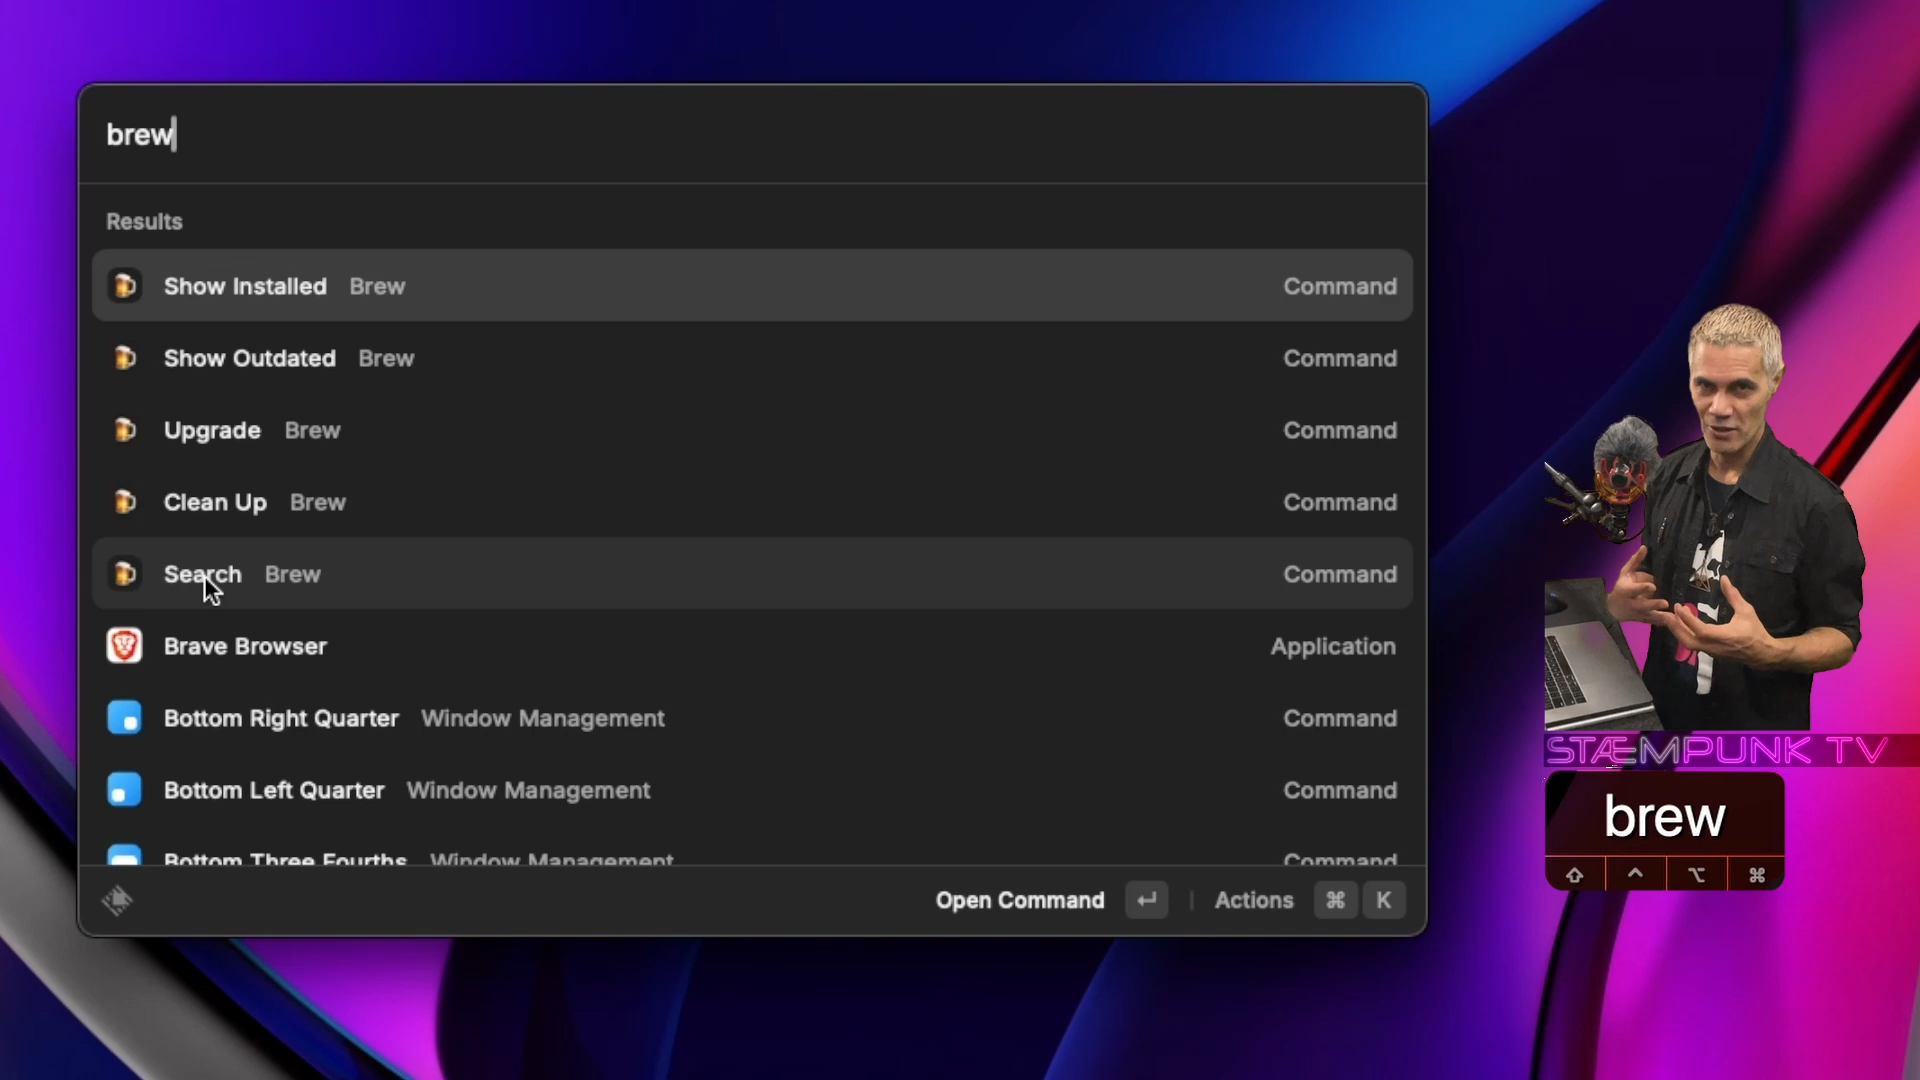 brew
Results
Show Installed Brew Command
Show Outdated Brew Command
Upgrade Brew Command
Clean Up Brew Command
Search Brew Command
Brave Browser Application
Bottom Right Quarter Window Management Command
Bottom Left Quarter Window Management Command
Bottom Three Fourths Window Management Command
Open Command ↵ | Actions ⌘ K
STÆMPUNK TV
brew
⇧ ^ ⌥ ⌘